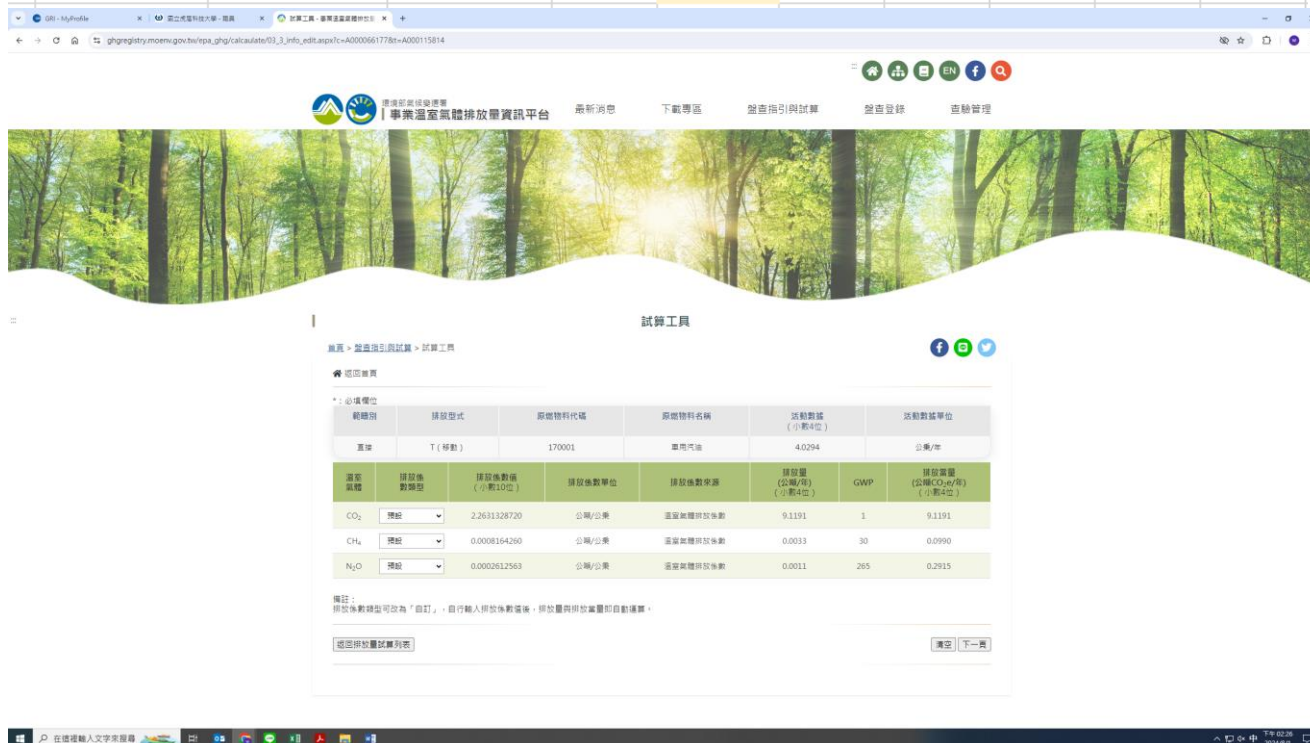 GRI - MyProfile
國立虎尾科技大學 - 職員
試算工具 - 事業溫室氣體排放量
ghgregistry.moenv.gov.tw/epa_ghg/calcaulate/03_3_info_edit.aspx?c=A000066177&t=A000115814
EN
環境部氣候變遷署
事業溫室氣體排放量資訊平台
最新消息 下載專區 盤查指引與試算 盤查登錄 查驗管理
試算工具
首頁 > 盤查指引與試算 > 試算工具
返回首頁
* : 必填欄位
範疇別 排放型式 原燃物料代碼 原燃物料名稱 活動數據 活動數據單位
(小數4位)
直接 T(移動) 170001 車用汽油 4.0294 公秉/年
溫室氣體 排放係數類型 排放係數值 排放係數單位 排放係數來源 排放量 GWP 排放當量
(小數10位) (公噸/年) (公噸CO₂e/年)
(小數4位) (小數4位)
CO₂ 預設 2.2631328720 公噸/公秉 溫室氣體排放係數 9.1191 1 9.1191
CH₄ 預設 0.0008164260 公噸/公秉 溫室氣體排放係數 0.0033 30 0.0990
N₂O 預設 0.0002612563 公噸/公秉 溫室氣體排放係數 0.0011 265 0.2915
備註:
排放係數類型可改為「自訂」,自行輸入排放係數值後,排放量與排放當量即自動運算。
返回排放量試算列表 清空 下一頁
在這裡輸入文字來搜尋
中 下午 02:26